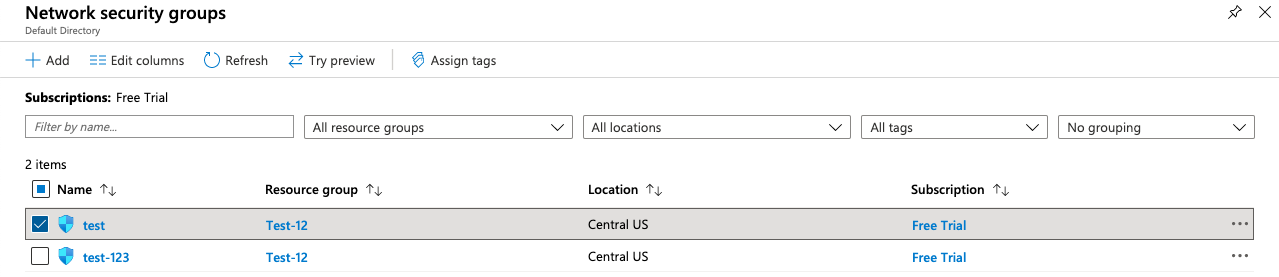 Network security groups
Default Directory
Add Edit columns Refresh Try preview Assign tags
Subscriptions: Free Trial
Filter by name... All resource groups All locations All tags No grouping
2 items
Name Resource group Location Subscription
test Test-12 Central US Free Trial
test-123 Test-12 Central US Free Trial